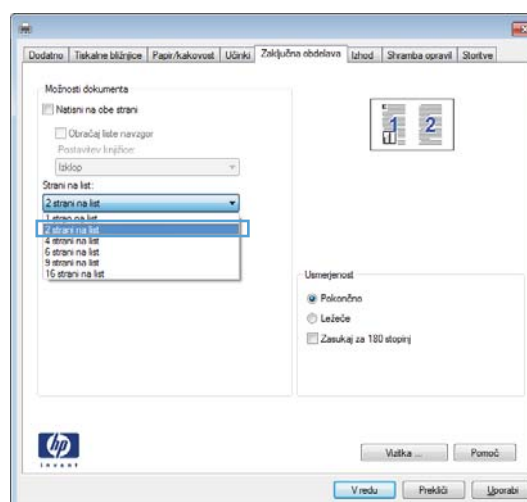 Dodatno Tiskalne bližnjice Papir/kakovost Učinki Zaključna obdelava Izhod Shramba opravil Storitve
Možnosti dokumenta
Natisni na obe strani
Obračaj liste navzgor
Postavitev knjižice:
Izklop
Strani na list:
2 strani na list
1 stran na list
2 strani na list
4 strani na list
6 strani na list
9 strani na list
16 strani na list
1 2
Usmerjenost
Pokončno
Ležeče
Zasukaj za 180 stopinj
hp
invent
Vizitka ... Pomoč
V redu Prekliči Uporabi